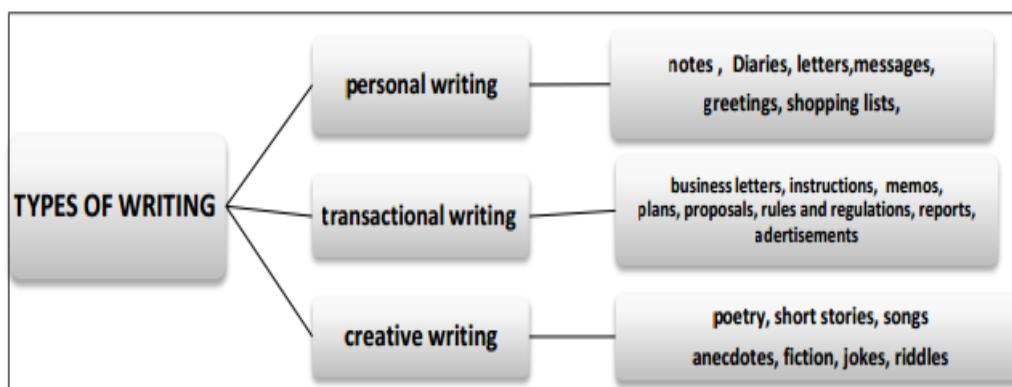 TYPES OF WRITING
personal writing
notes , Diaries, letters,messages,
greetings, shopping lists,
transactional writing
business letters, instructions, memos,
plans, proposals, rules and regulations, reports,
adertisements
creative writing
poetry, short stories, songs
anecdotes, fiction, jokes, riddles